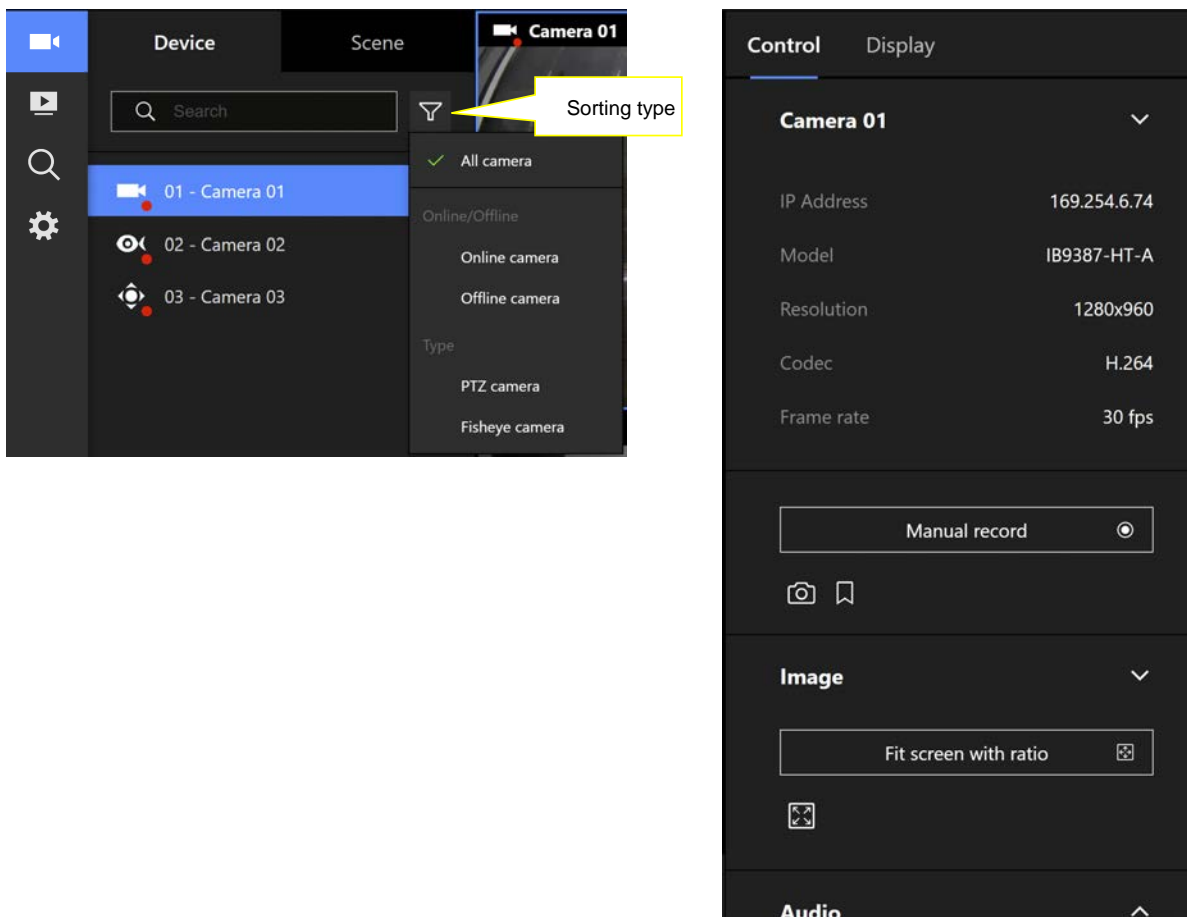 Device
Scene
Camera 01
Search
Sorting type
All camera
01 - Camera 01
Online/Offline
02 - Camera 02
Online camera
03 - Camera 03
Offline camera
Type
PTZ camera
Fisheye camera
Control
Display
Camera 01
IP Address 169.254.6.74
Model IB9387-HT-A
Resolution 1280x960
Codec H.264
Frame rate 30 fps
Manual record
Image
Fit screen with ratio
Audio